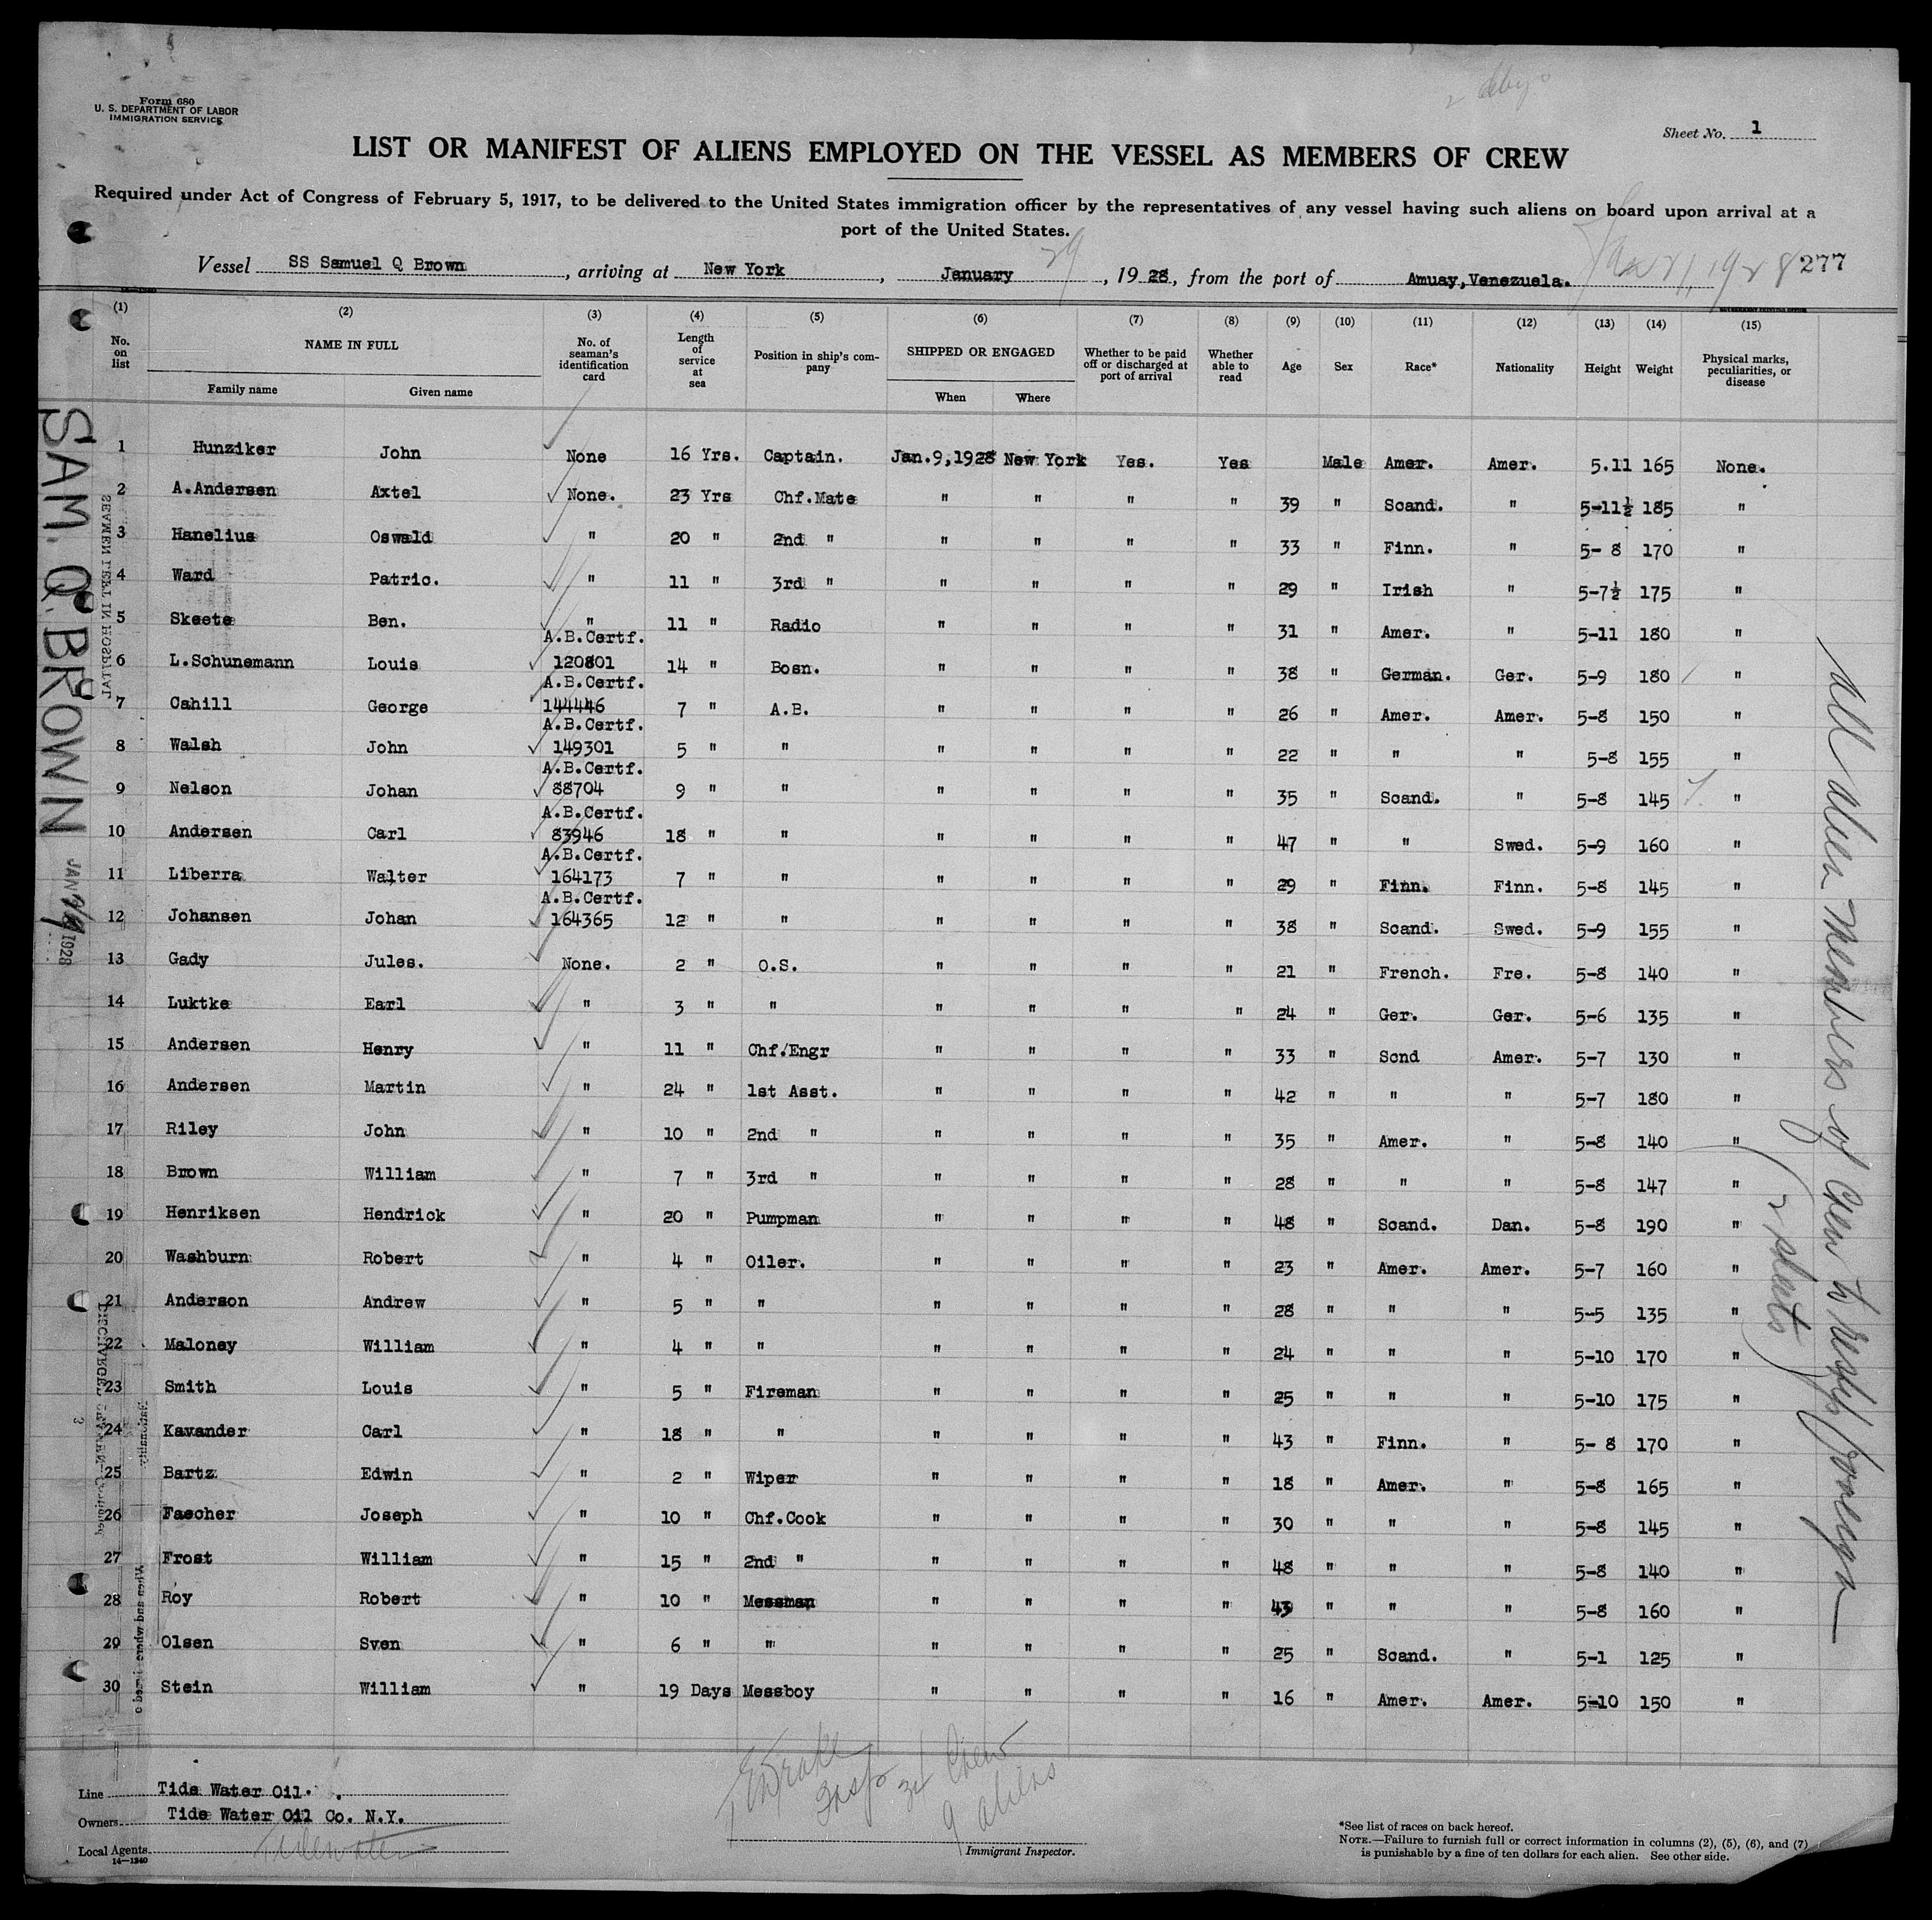 Form 680
U. S. DEPARTMENT OF LABOR
IMMIGRATION SERVICE
Sheet No. 1
LIST OR MANIFEST OF ALIENS EMPLOYED ON THE VESSEL AS MEMBERS OF CREW
Required under Act of Congress of February 5, 1917, to be delivered to the United States immigration officer by the representatives of any vessel having such aliens on board upon arrival at a
port of the United States.
Vessel SS Samuel Q Brown, arriving at New York, January 29, 1928, from the port of Amuay, Venezuela. 277
(1) (2) (3) (4) (5) (6) (7) (8) (9) (10) (11) (12) (13) (14) (15)
No. on list NAME IN FULL Family name Given name No. of seaman's identification card Length of service at sea Position in ship's company SHIPPED OR ENGAGED When Where Whether to be paid off or discharged at port of arrival Whether able to read Age Sex Race* Nationality Height Weight Physical marks, peculiarities, or disease
1 Hunziker John None 16 Yrs. Captain. Jan.9,1928 New York Yes. Yes Male Amer. Amer. 5.11 165 None.
2 A.Andersen Axtel None. 23 Yrs Chf.Mate " " " " 39 " Scand. " 5-11½ 185 "
3 Hanelius Oswald " 20 " 2nd " " " " " 33 " Finn. " 5- 8 170 "
4 Ward Patric. " 11 " 3rd " " " " " 29 " Irish " 5-7½ 175 "
5 Skeete Ben. " 11 " Radio " " " " 31 " Amer. " 5-11 180 "
6 L.Schunemann Louis A.B.Certf. 120801 14 " Bosn. " " " " 38 " German. Ger. 5-9 180 "
7 Cahill George A.B.Certf. 144446 7 " A.B. " " " " 26 " Amer. Amer. 5-8 150 "
8 Walsh John A.B.Certf. 149301 5 " " " " " " 22 " " " 5-8 155 "
9 Nelson Johan A.B.Certf. 88704 9 " " " " " " 35 " Scand. " 5-8 145 "
10 Andersen Carl A.B.Certf. 83946 18 " " " " " " 47 " " Swed. 5-9 160 "
11 Liberra Walter A.B.Certf. 164173 7 " " " " " " 29 " Finn. Finn. 5-8 145 "
12 Johansen Johan A.B.Certf. 164365 12 " " " " " " 38 " Scand. Swed. 5-9 155 "
13 Gady Jules. None. 2 " O.S. " " " " 21 " French. Fre. 5-8 140 "
14 Luktke Earl " 3 " " " " " " 24 " Ger. Ger. 5-6 135 "
15 Andersen Henry " 11 " Chf.Engr " " " " 33 " Scnd Amer. 5-7 130 "
16 Andersen Martin " 24 " 1st Asst. " " " " 42 " " " 5-7 180 "
17 Riley John " 10 " 2nd " " " " " 35 " Amer. " 5-8 140 "
18 Brown William " 7 " 3rd " " " " " 28 " " " 5-8 147 "
19 Henriksen Hendrick " 20 " Pumpman " " " " 48 " Scand. Dan. 5-8 190 "
20 Washburn Robert " 4 " Oiler. " " " " 23 " Amer. Amer. 5-7 160 "
21 Anderson Andrew " 5 " " " " " " 28 " " " 5-5 135 "
22 Maloney William " 4 " " " " " " 24 " " " 5-10 170 "
23 Smith Louis " 5 " Fireman " " " " 25 " " " 5-10 175 "
24 Kavander Carl " 18 " " " " " " 43 " Finn. " 5- 8 170 "
25 Bartz Edwin " 2 " Wiper " " " " 18 " Amer. " 5-8 165 "
26 Faecher Joseph " 10 " Chf.Cook " " " " 30 " " " 5-8 145 "
27 Frost William " 15 " 2nd " " " " " 48 " " " 5-8 140 "
28 Roy Robert " 10 " Messman " " " " 43 " " " 5-8 160 "
29 Olsen Sven " 6 " " " " " " 25 " Scand. " 5-1 125 "
30 Stein William " 19 Days Messboy " " " " 16 " Amer. Amer. 5-10 150 "
SAM. Q. BROWN
JAN 29 1928
SEAMEN LEFT IN HOSPITAL
All alien members of Crew to reship foreign
Line Tide Water Oil.
Owners Tide Water Oil Co. N.Y.
Local Agents Tidewater
14—1240
34 Crew
9 aliens
Immigrant Inspector.
*See list of races on back hereof.
NOTE.—Failure to furnish full or correct information in columns (2), (5), (6), and (7)
is punishable by a fine of ten dollars for each alien. See other side.